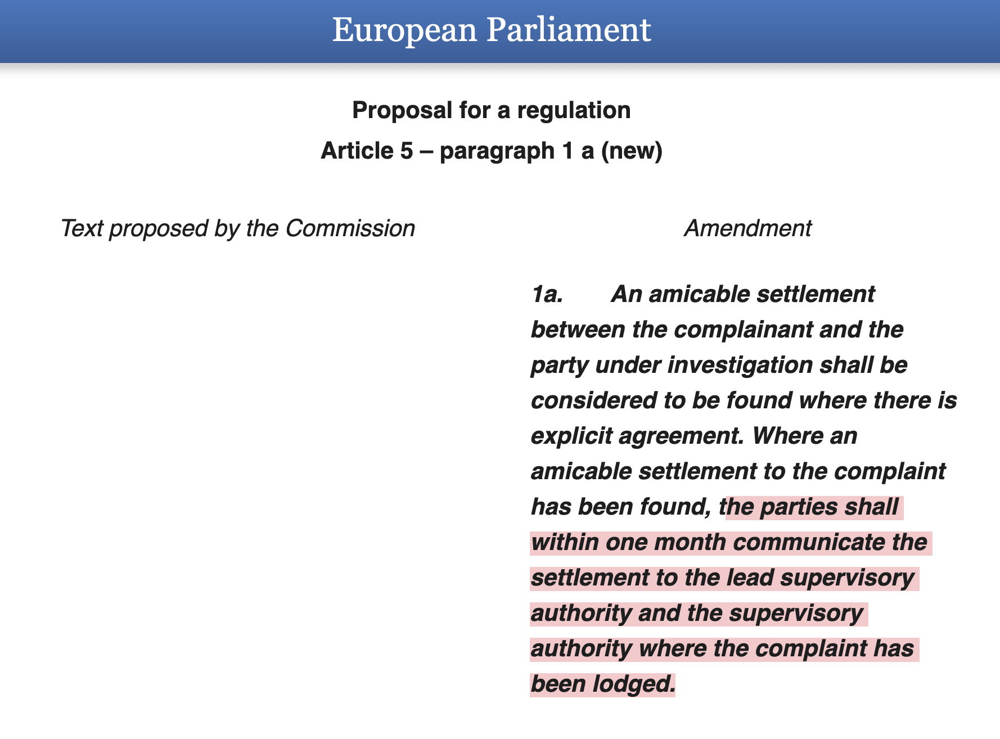 European Parliament
Proposal for a regulation
Article 5 – paragraph 1 a (new)
Text proposed by the Commission
Amendment
1a. An amicable settlement
between the complainant and the
party under investigation shall be
considered to be found where there is
explicit agreement. Where an
amicable settlement to the complaint
has been found, the parties shall
within one month communicate the
settlement to the lead supervisory
authority and the supervisory
authority where the complaint has
been lodged.